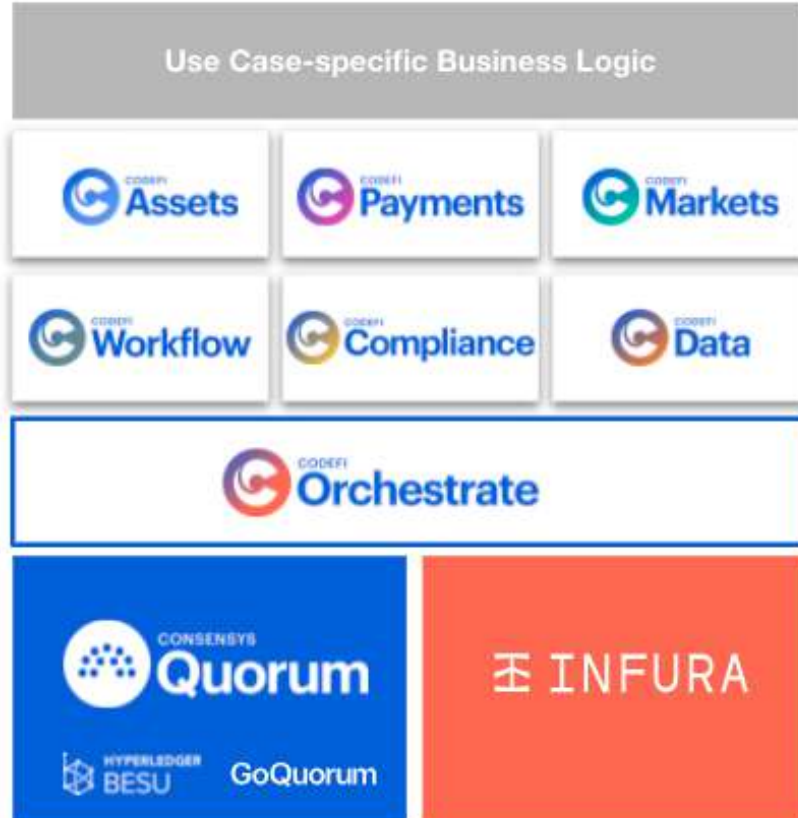 Use Case-specific Business Logic
CODEFI
Assets
CODEFI
Payments
CODEFI
Markets
CODEFI
Workflow
CODEFI
Compliance
CODEFI
Data
CODEFI
Orchestrate
CONSENSYS
Quorum
INFURA
HYPERLEDGER
BESU
GoQuorum